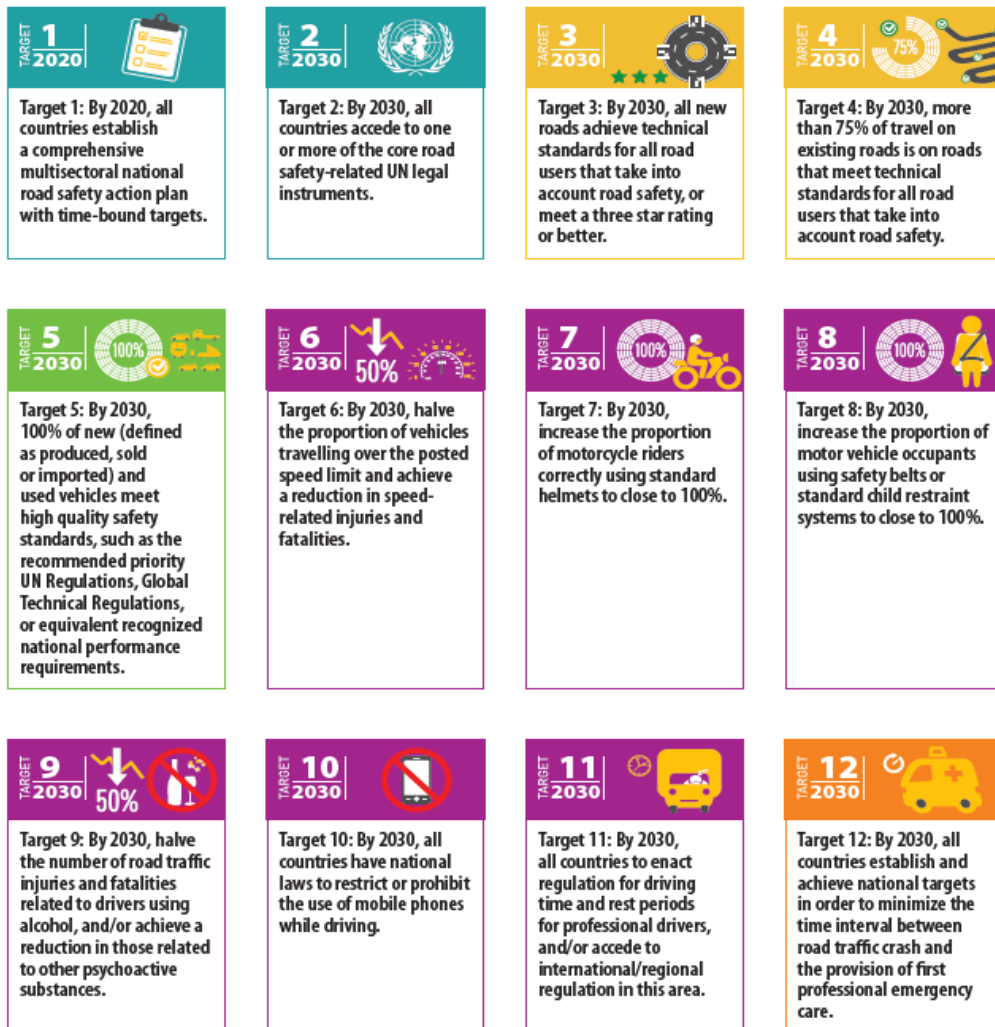 TARGET 1 2020
Target 1: By 2020, all
countries establish
a comprehensive
multisectoral national
road safety action plan
with time-bound targets.
TARGET 2 2030
Target 2: By 2030, all
countries accede to one
or more of the core road
safety-related UN legal
instruments.
TARGET 3 2030
Target 3: By 2030, all new
roads achieve technical
standards for all road
users that take into
account road safety, or
meet a three star rating
or better.
TARGET 4 2030
75%
Target 4: By 2030, more
than 75% of travel on
existing roads is on roads
that meet technical
standards for all road
users that take into
account road safety.
TARGET 5 2030
100%
Target 5: By 2030,
100% of new (defined
as produced, sold
or imported) and
used vehicles meet
high quality safety
standards, such as the
recommended priority
UN Regulations, Global
Technical Regulations,
or equivalent recognized
national performance
requirements.
TARGET 6 2030
50%
Target 6: By 2030, halve
the proportion of vehicles
travelling over the posted
speed limit and achieve
a reduction in speed-
related injuries and
fatalities.
TARGET 7 2030
100%
Target 7: By 2030,
increase the proportion
of motorcycle riders
correctly using standard
helmets to close to 100%.
TARGET 8 2030
100%
Target 8: By 2030,
increase the proportion of
motor vehicle occupants
using safety belts or
standard child restraint
systems to close to 100%.
TARGET 9 2030
50%
Target 9: By 2030, halve
the number of road traffic
injuries and fatalities
related to drivers using
alcohol, and/or achieve a
reduction in those related
to other psychoactive
substances.
TARGET 10 2030
Target 10: By 2030, all
countries have national
laws to restrict or prohibit
the use of mobile phones
while driving.
TARGET 11 2030
Target 11: By 2030,
all countries to enact
regulation for driving
time and rest periods
for professional drivers,
and/or accede to
international/regional
regulation in this area.
TARGET 12 2030
Target 12: By 2030, all
countries establish and
achieve national targets
in order to minimize the
time interval between
road traffic crash and
the provision of first
professional emergency
care.